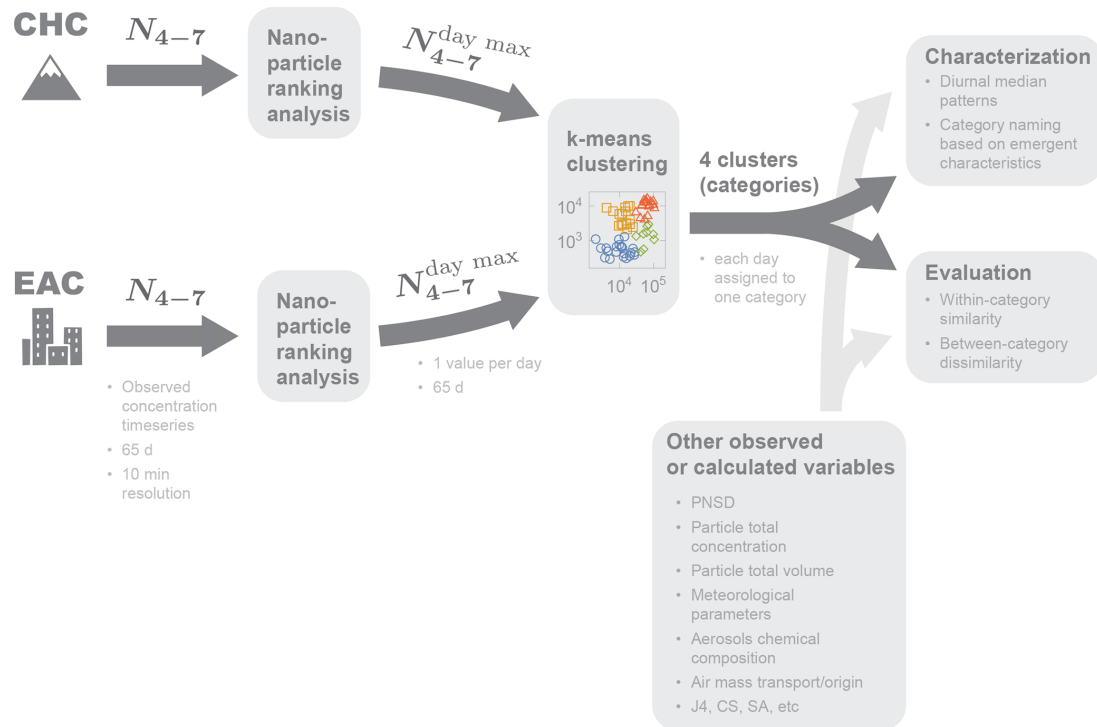 CHC
N4−7
Nano-
particle
ranking
analysis
N4−7 day max
EAC
N4−7
• Observed
concentration
timeseries
• 65 d
• 10 min
resolution
Nano-
particle
ranking
analysis
N4−7 day max
• 1 value per day
• 65 d
k-means
clustering
10^4
10^3
10^4 10^5
4 clusters
(categories)
• each day
assigned to
one category
Characterization
• Diurnal median
patterns
• Category naming
based on emergent
characteristics
Evaluation
• Within-category
similarity
• Between-category
dissimilarity
Other observed
or calculated variables
• PNSD
• Particle total
concentration
• Particle total volume
• Meteorological
parameters
• Aerosols chemical
composition
• Air mass transport/origin
• J4, CS, SA, etc